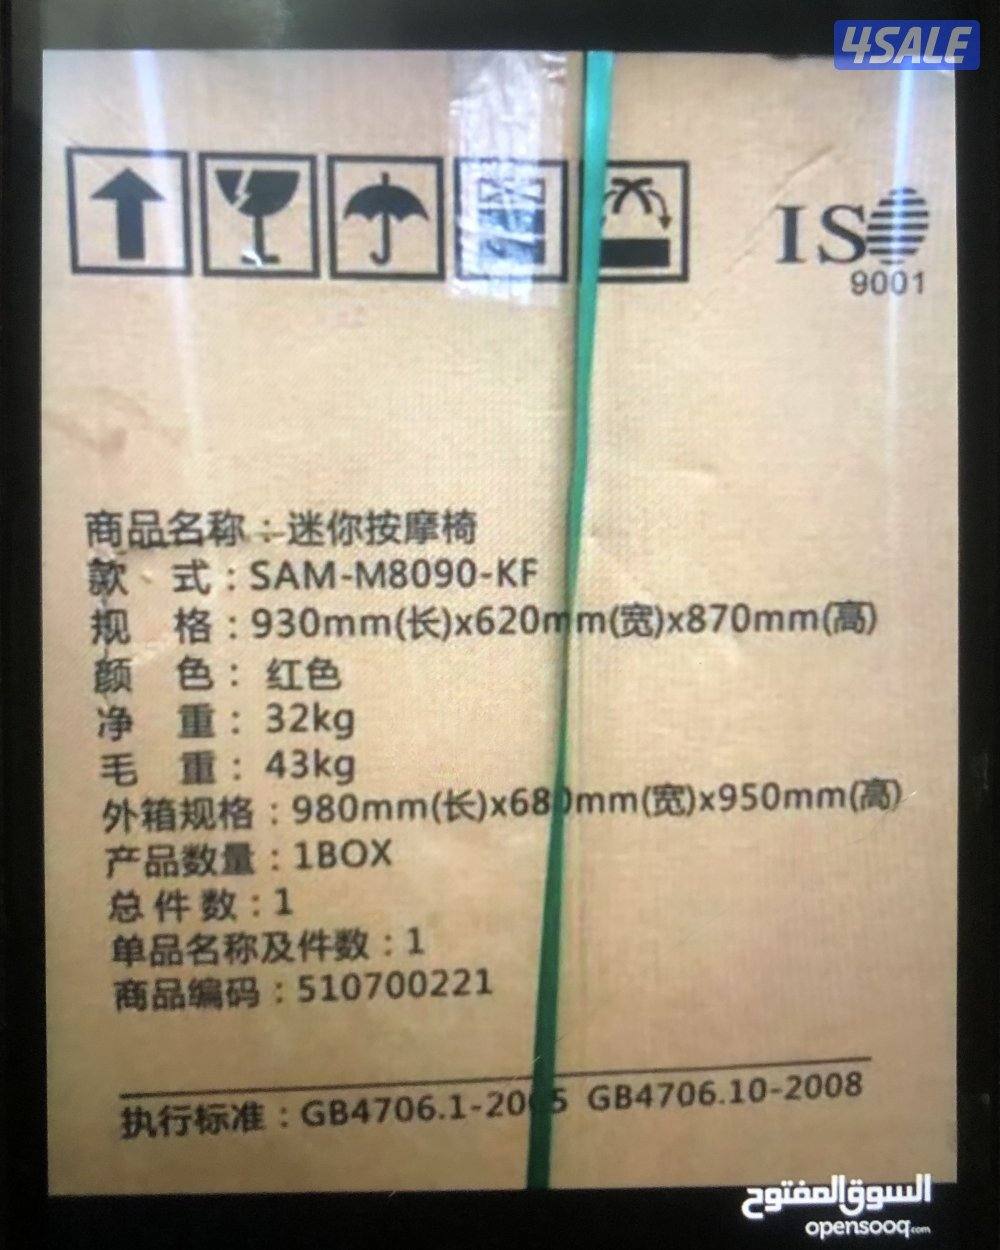 4SALE
ISO
9001
商品名称：迷你按摩椅
款 式：SAM-M8090-KF
规 格：930mm(长)x620mm(宽)x870mm(高)
颜 色：红色
净 重：32kg
毛 重：43kg
外箱规格：980mm(长)x680mm(宽)x950mm(高)
产品数量：1BOX
总件数：1
单品名称及件数：1
商品编码：510700221
执行标准：GB4706.1-2005 GB4706.10-2008
السوق المفتوح
opensooq.com